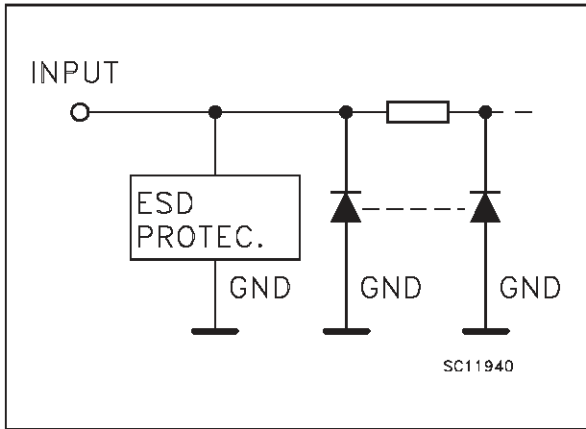 INPUT
ESD
PROTEC.
GND
GND
GND
SC11940